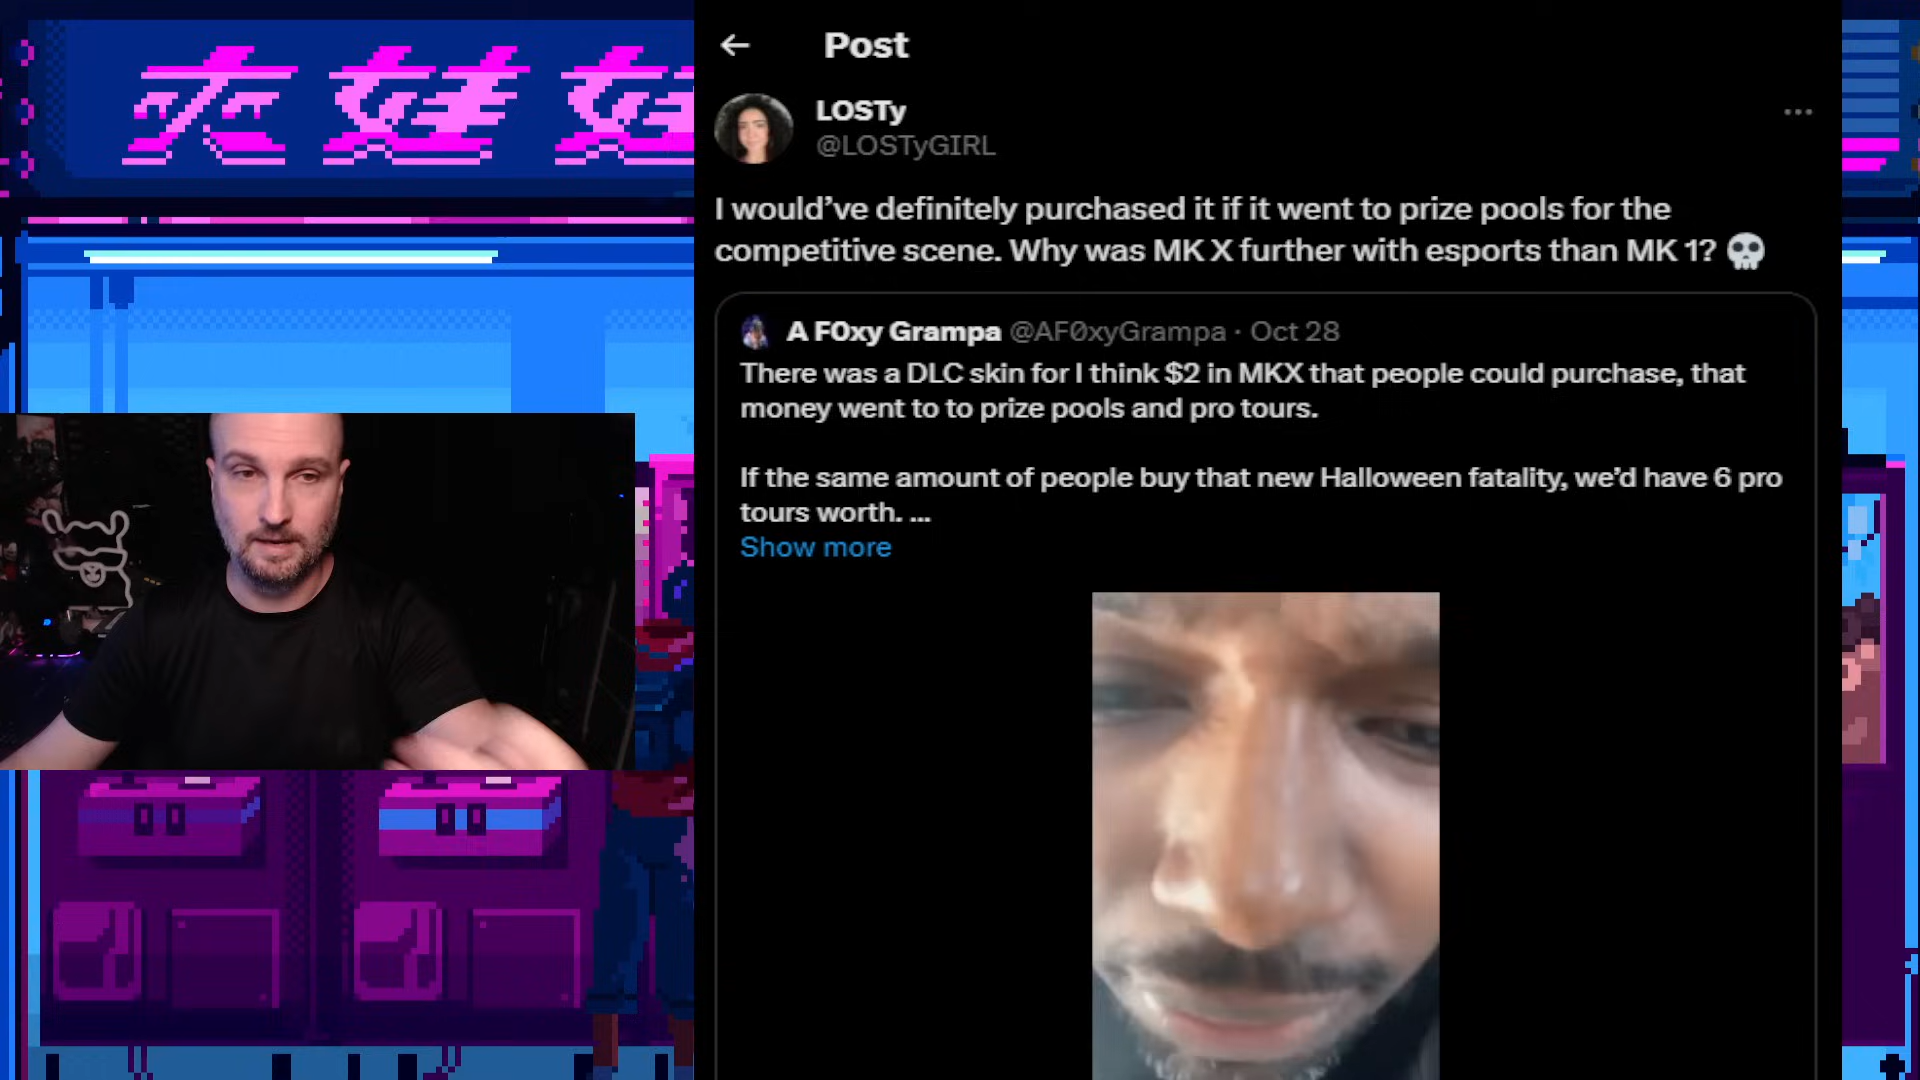 Post
LOSTy
@LOSTyGIRL
I would’ve definitely purchased it if it went to prize pools for the
competitive scene. Why was MK X further with esports than MK 1? 💀
A F0xy Grampa @AF0xyGrampa · Oct 28
There was a DLC skin for I think $2 in MKX that people could purchase, that
money went to to prize pools and pro tours.
If the same amount of people buy that new Halloween fatality, we’d have 6 pro
tours worth. ...
Show more